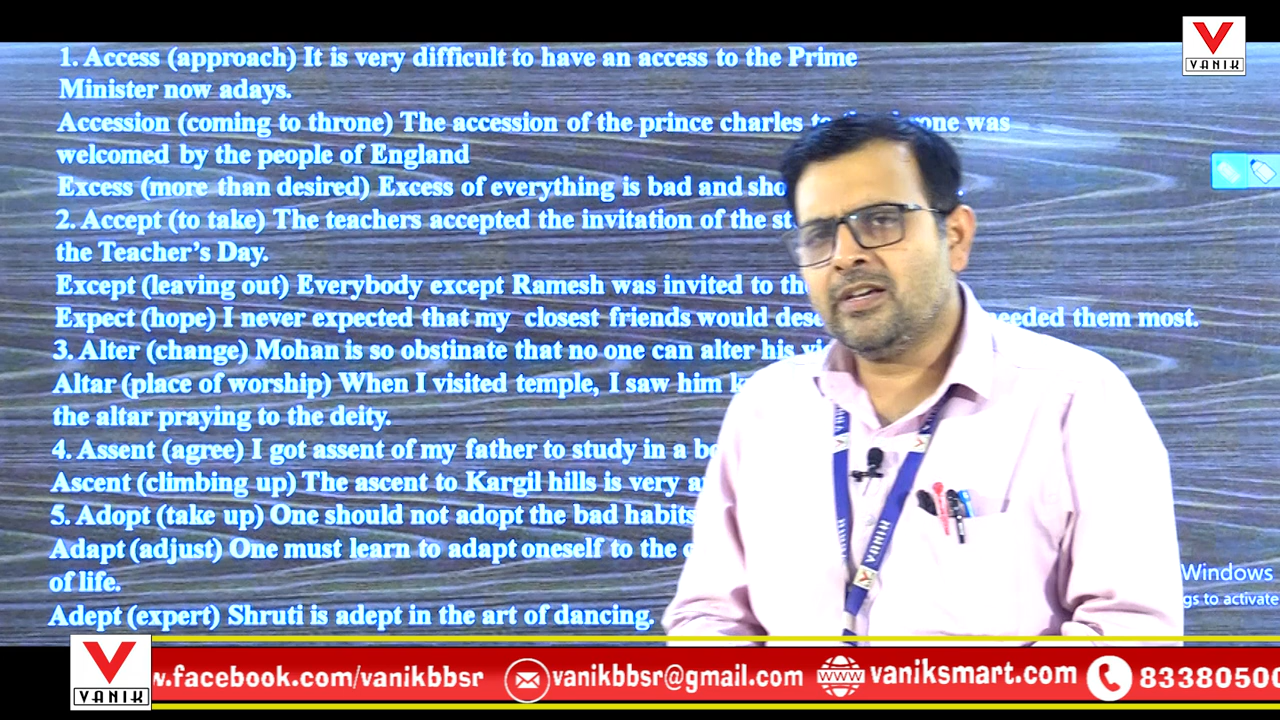 VANIK
1. Access (approach) It is very difficult to have an access to the Prime
Minister now adays.
Accession (coming to throne) The accession of the prince charles to was
welcomed by the people of England
Excess (more than desired) Excess of everything is bad and
2. Accept (to take) The teachers accepted the invitation of the
the Teacher's Day.
Except (leaving out) Everybody except Ramesh was invited to
Expect (hope) I never expected that my closest friends would needed them most.
3. Alter (change) Mohan is so obstinate that no one can alter his
Altar (place of worship) When I visited temple, I saw him
the altar praying to the deity.
4. Assent (agree) I got assent of my father to study in a
Ascent (climbing up) The ascent to Kargil hills is very
5. Adopt (take up) One should not adopt the bad habits
Adapt (adjust) One must learn to adapt oneself to the
of life.
Adept (expert) Shruti is adept in the art of dancing.
Windows
gs to activate
VANIK
VANIK
w.facebook.com/vanikbbsr vanikbbsr@gmail.com www vaniksmart.com 83380500